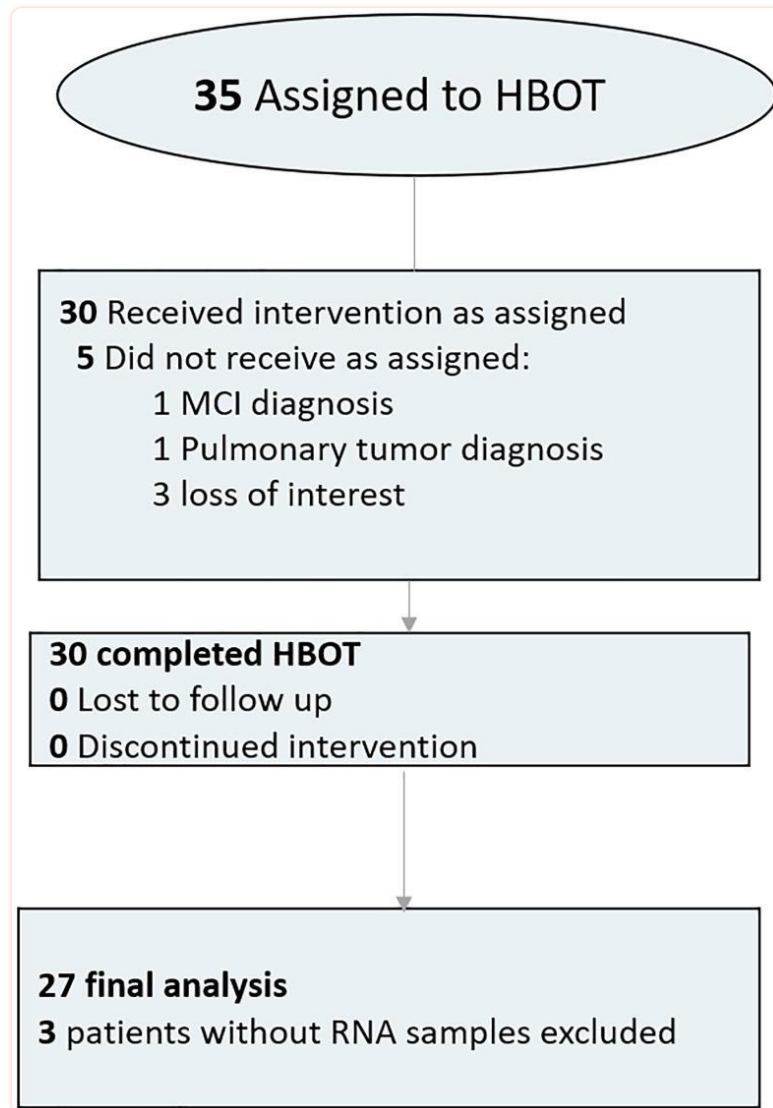 35 Assigned to HBOT
30 Received intervention as assigned
5 Did not receive as assigned:
1 MCI diagnosis
1 Pulmonary tumor diagnosis
3 loss of interest
30 completed HBOT
0 Lost to follow up
0 Discontinued intervention
27 final analysis
3 patients without RNA samples excluded